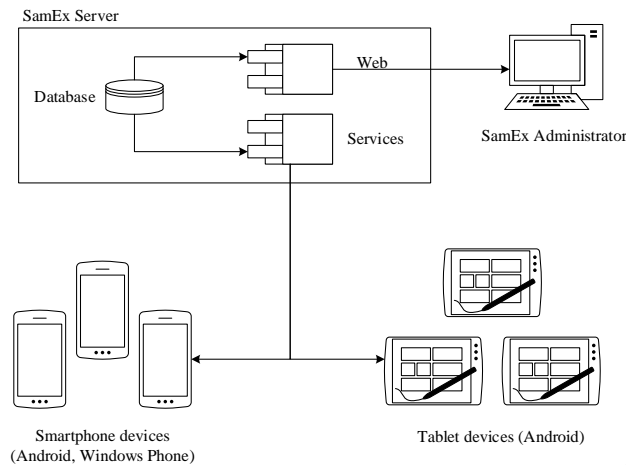 SamEx Server
Web
Database
SamEx Administrator
Services
Smartphone devices
(Android, Windows Phone)
Tablet devices (Android)